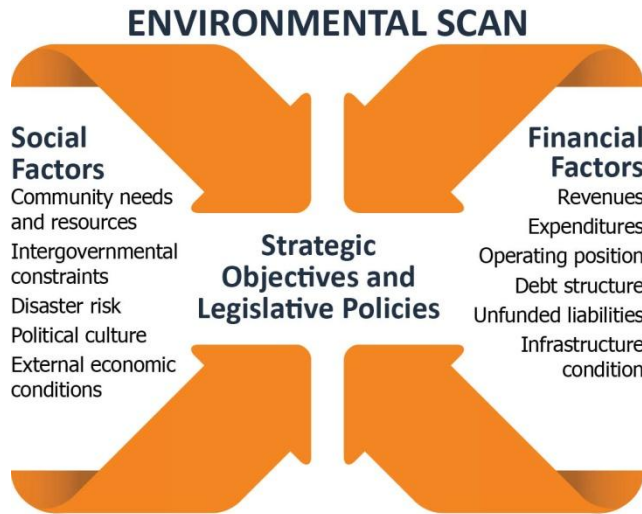 ENVIRONMENTAL SCAN
Social
Factors
Community needs
and resources
Intergovernmental
constraints
Disaster risk
Political culture
External economic
conditions
Strategic
Objectives and
Legislative Policies
Financial
Factors
Revenues
Expenditures
Operating position
Debt structure
Unfunded liabilities
Infrastructure
condition